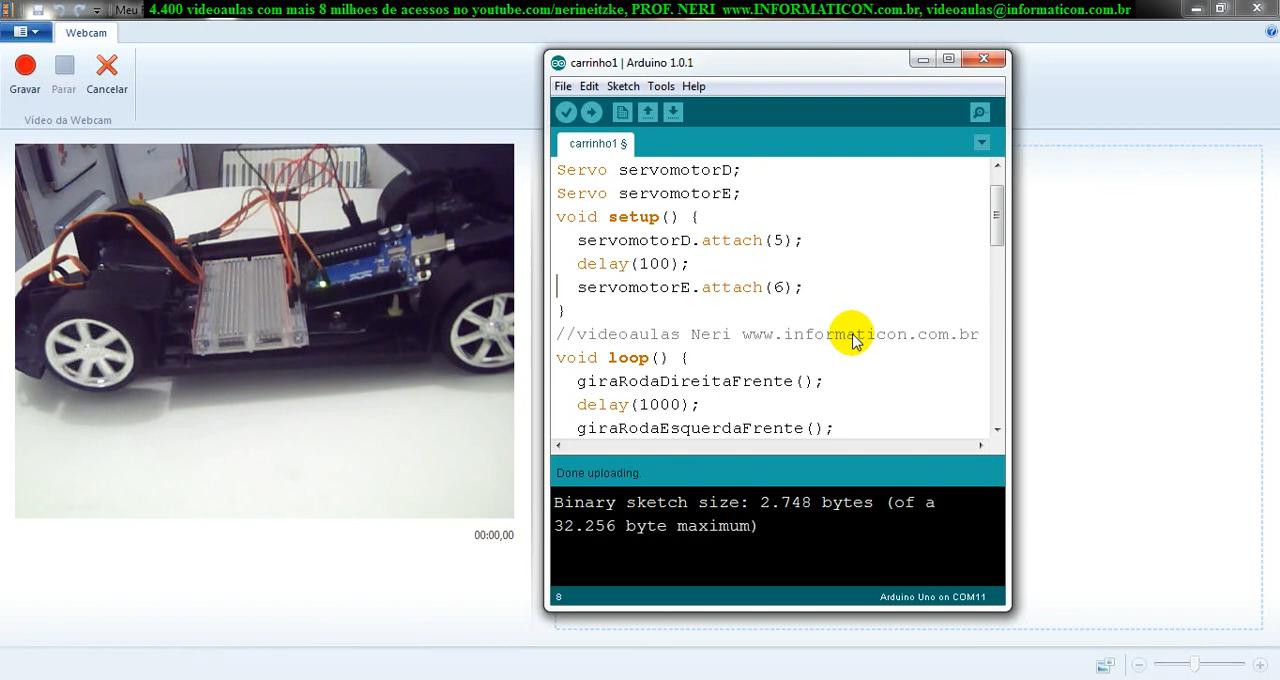 Meu
4.400 videoaulas com mais 8 milhoes de acessos no youtube.com/nerineitzke, PROF. NERI www.INFORMATICON.com.br, videoaulas@informaticon.com.br
Webcam
Gravar Parar Cancelar
Vídeo da Webcam
00:00,00
carrinho1 | Arduino 1.0.1
File Edit Sketch Tools Help
carrinho1 §
Servo servomotorD;
Servo servomotorE;
void setup() {
servomotorD.attach(5);
delay(100);
servomotorE.attach(6);
}
//videoaulas Neri www.informaticon.com.br
void loop() {
giraRodaDireitaFrente();
delay(1000);
giraRodaEsquerdaFrente();
Done uploading.
Binary sketch size: 2.748 bytes (of a
32.256 byte maximum)
8
Arduino Uno on COM11